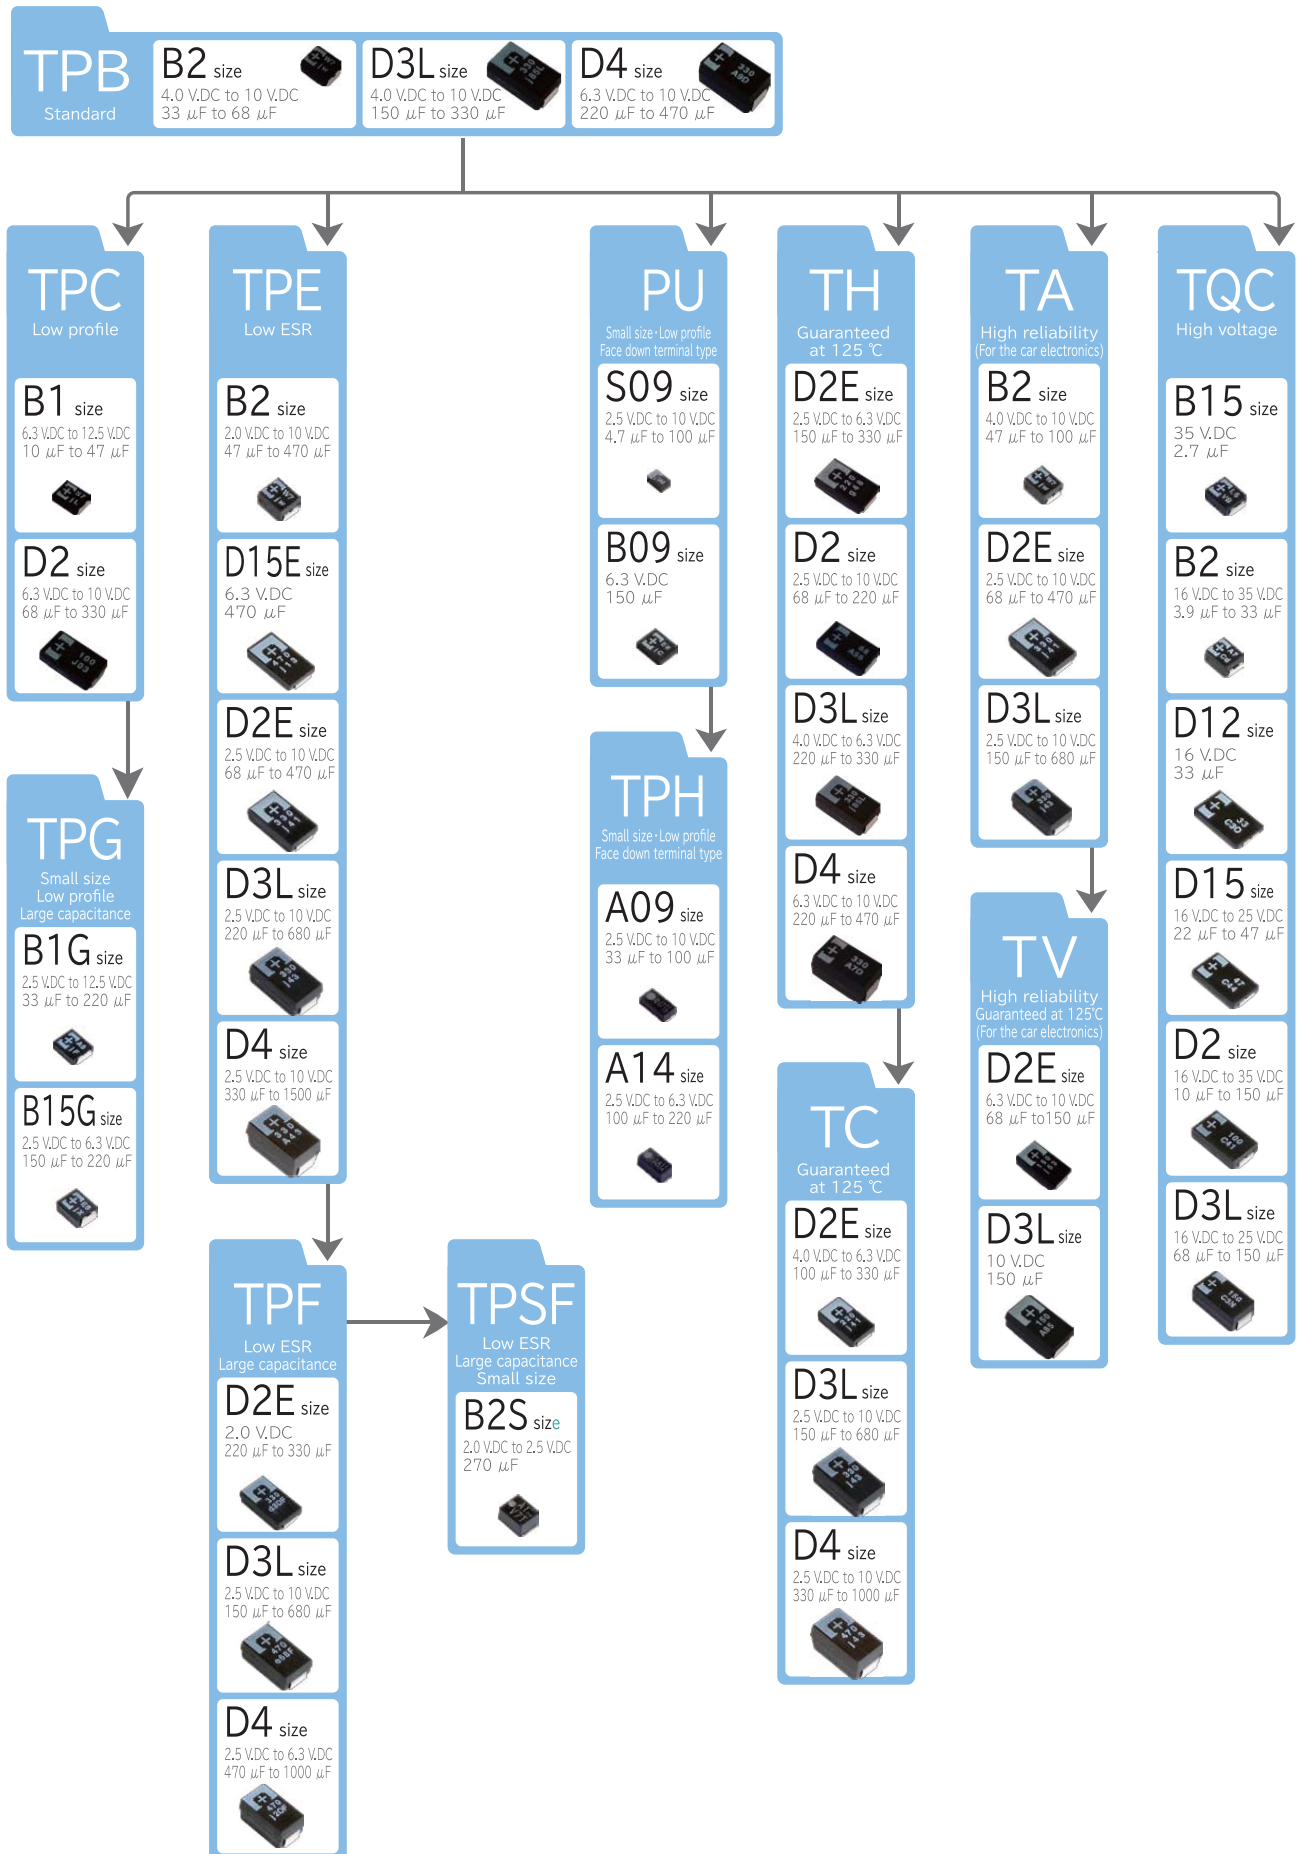 TPB
Standard
B2 size
4.0 V.DC to 10 V.DC
33 μF to 68 μF
D3L size
4.0 V.DC to 10 V.DC
150 μF to 330 μF
D4 size
6.3 V.DC to 10 V.DC
220 μF to 470 μF
TPC
Low profile
B1 size
6.3 V.DC to 12.5 V.DC
10 μF to 47 μF
D2 size
6.3 V.DC to 10 V.DC
68 μF to 330 μF
100
J03
TPG
Small size
Low profile
Large capacitance
B1G size
2.5 V.DC to 12.5 V.DC
33 μF to 220 μF
B15G size
2.5 V.DC to 6.3 V.DC
150 μF to 220 μF
TPE
Low ESR
B2 size
2.0 V.DC to 10 V.DC
47 μF to 470 μF
D15E size
6.3 V.DC
470 μF
D2E size
2.5 V.DC to 10 V.DC
68 μF to 470 μF
330
D3L size
2.5 V.DC to 10 V.DC
220 μF to 680 μF
D4 size
2.5 V.DC to 10 V.DC
330 μF to 1500 μF
TPF
Low ESR
Large capacitance
D2E size
2.0 V.DC
220 μF to 330 μF
330
D3L size
2.5 V.DC to 10 V.DC
150 μF to 680 μF
470
D4 size
2.5 V.DC to 6.3 V.DC
470 μF to 1000 μF
470
TPSF
Low ESR
Large capacitance
Small size
B2S size
2.0 V.DC to 2.5 V.DC
270 μF
PU
Small size·Low profile
Face down terminal type
S09 size
2.5 V.DC to 10 V.DC
4.7 μF to 100 μF
B09 size
6.3 V.DC
150 μF
TPH
Small size·Low profile
Face down terminal type
A09 size
2.5 V.DC to 10 V.DC
33 μF to 100 μF
A14 size
2.5 V.DC to 6.3 V.DC
100 μF to 220 μF
TH
Guaranteed
at 125 ℃
D2E size
2.5 V.DC to 6.3 V.DC
150 μF to 330 μF
D2 size
2.5 V.DC to 10 V.DC
68 μF to 220 μF
D3L size
4.0 V.DC to 6.3 V.DC
220 μF to 330 μF
D4 size
6.3 V.DC to 10 V.DC
220 μF to 470 μF
330
A7D
TC
Guaranteed
at 125 ℃
D2E size
4.0 V.DC to 6.3 V.DC
100 μF to 330 μF
D3L size
2.5 V.DC to 10 V.DC
150 μF to 680 μF
330
J43
D4 size
2.5 V.DC to 10 V.DC
330 μF to 1000 μF
470
J43
TA
High reliability
(For the car electronics)
B2 size
4.0 V.DC to 10 V.DC
47 μF to 100 μF
D2E size
2.5 V.DC to 10 V.DC
68 μF to 470 μF
D3L size
2.5 V.DC to 10 V.DC
150 μF to 680 μF
TV
High reliability
Guaranteed at 125℃
(For the car electronics)
D2E size
6.3 V.DC to 10 V.DC
68 μF to150 μF
D3L size
10 V.DC
150 μF
150
A85
TQC
High voltage
B15 size
35 V.DC
2.7 μF
B2 size
16 V.DC to 35 V.DC
3.9 μF to 33 μF
D12 size
16 V.DC
33 μF
33
C9D
D15 size
16 V.DC to 25 V.DC
22 μF to 47 μF
47
C44
D2 size
16 V.DC to 35 V.DC
10 μF to 150 μF
100
C41
D3L size
16 V.DC to 25 V.DC
68 μF to 150 μF
150
C3N